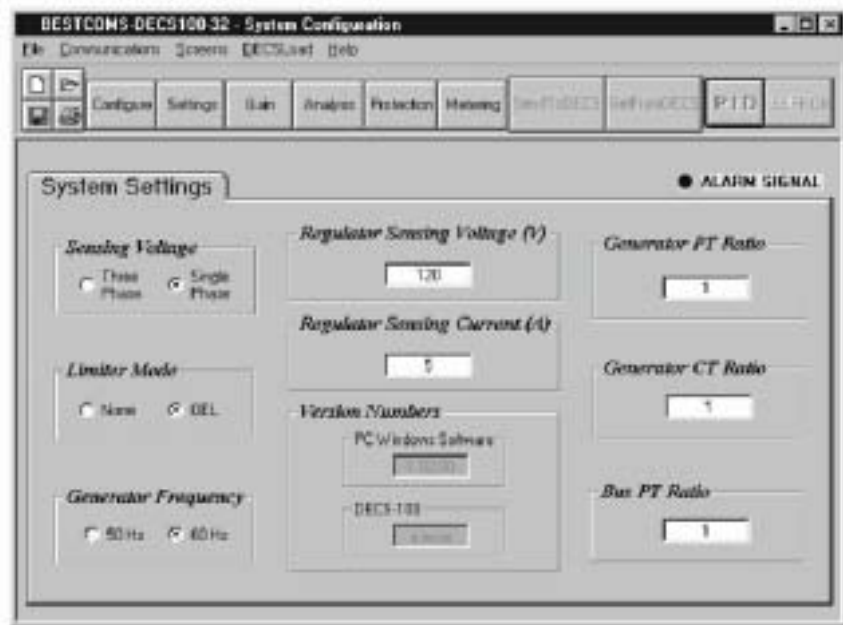 BESTCOMS-DECS100-32 - System Configuration
File Communications Screens DECSLoad Help
Configure Settings Gain Analysis Protection Metering SendToDECS GetFromDECS P I D
System Settings
ALARM SIGNAL
Sensing Voltage
Three Phase Single Phase
Regulator Sensing Voltage (V)
120
Generator PT Ratio
1
Regulator Sensing Current (A)
5
Limiter Mode
None OEL
Generator CT Ratio
1
Version Numbers
PC Windows Software
DECS-100
Generator Frequency
50 Hz 60 Hz
Bus PT Ratio
1